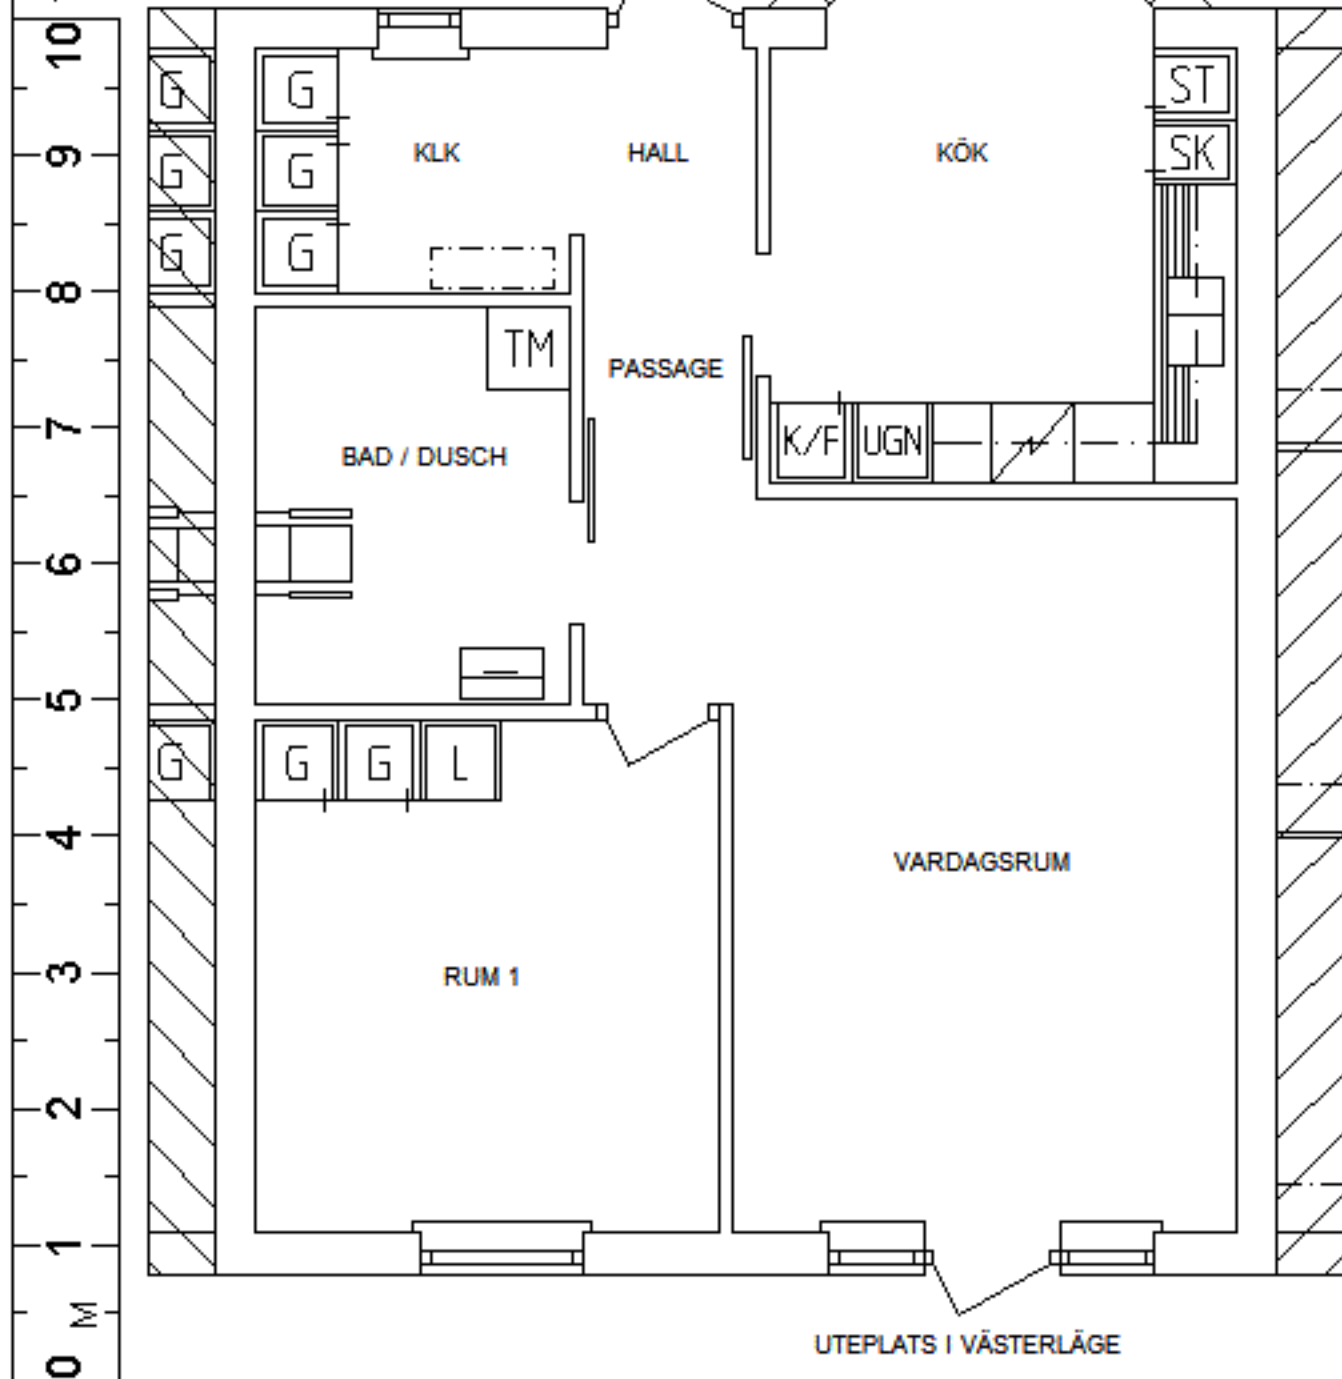 10
G
G
ST
9
KLK
HALL
KÖK
SK
G
G
G
G
8
TM
PASSAGE
7
BAD / DUSCH
K/F
UGN
6
5
G
G
G
L
4
VARDAGSRUM
3
RUM 1
2
1
M
UTEPLATS I VÄSTERLÄGE
0